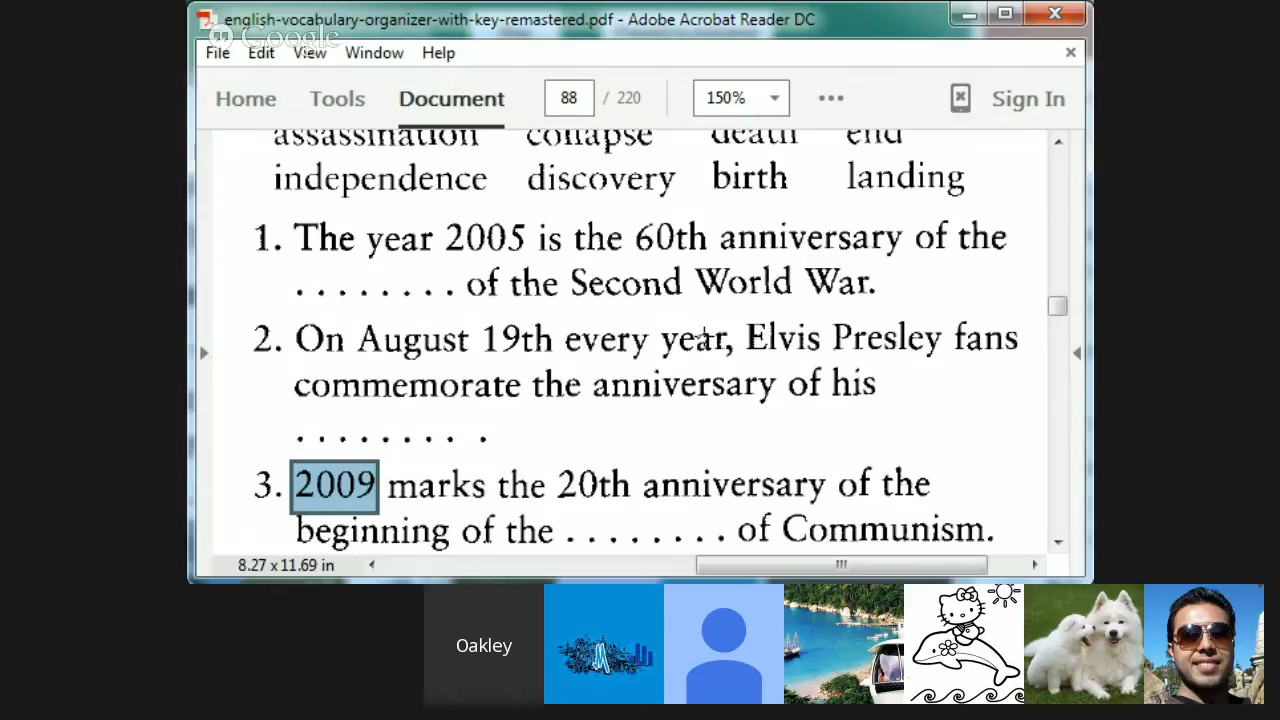 english-vocabulary-organizer-with-key-remastered.pdf - Adobe Acrobat Reader DC
Google
File Edit View Window Help
Home Tools Document 88 / 220 150% Sign In
assassination collapse death end
independence discovery birth landing
1. The year 2005 is the 60th anniversary of the
. . . . . . . . of the Second World War.
2. On August 19th every year, Elvis Presley fans
commemorate the anniversary of his
. . . . . . . . .
3. 2009 marks the 20th anniversary of the
beginning of the . . . . . . . . of Communism.
8.27 x 11.69 in
Oakley